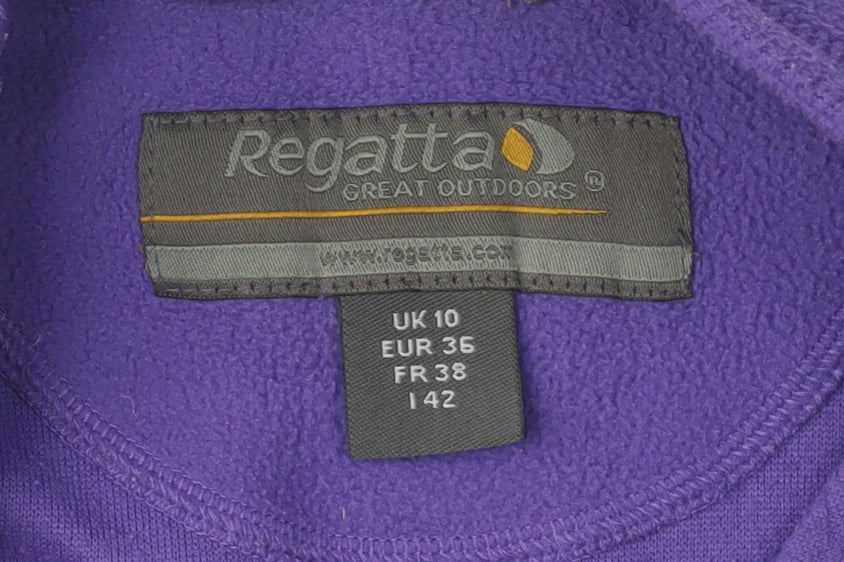 Regatta
GREAT OUTDOORS ®
www.regatta.com
UK 10
EUR 36
FR 38
I 42